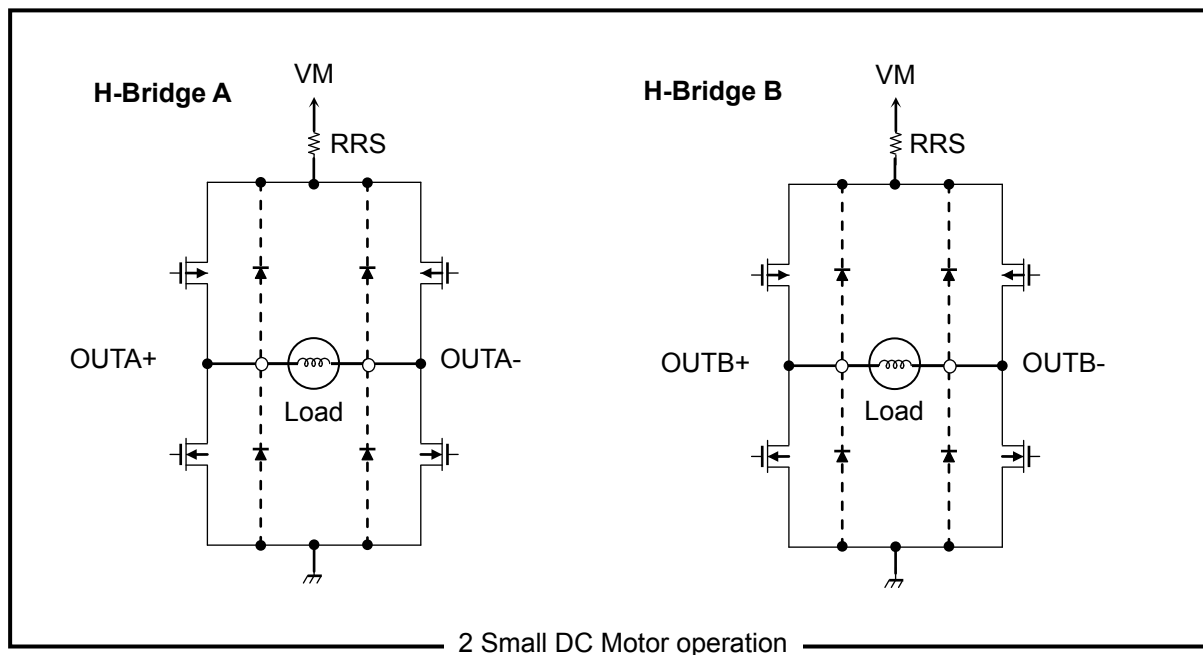 H-Bridge A
VM
RRS
OUTA+
OUTA-
Load
H-Bridge B
VM
RRS
OUTB+
OUTB-
Load
2 Small DC Motor operation